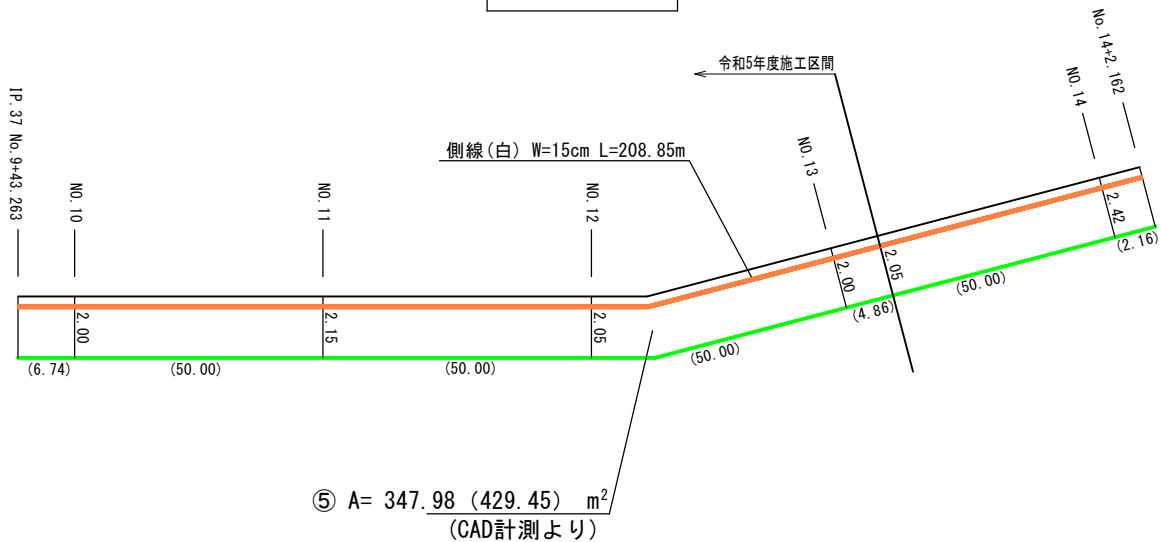 令和5年度施工区間
No.14+2.162
NO.14
IP.37 No.9+43.263
NO.10
NO.11
NO.12
NO.13
側線(白) W=15cm L=208.85m
2.00
2.15
2.05
2.00
2.05
2.42
(6.74)
(50.00)
(50.00)
(50.00)
(4.86)
(50.00)
(2.16)
⑤ A= 347.98 (429.45) m²
(CAD計測より)